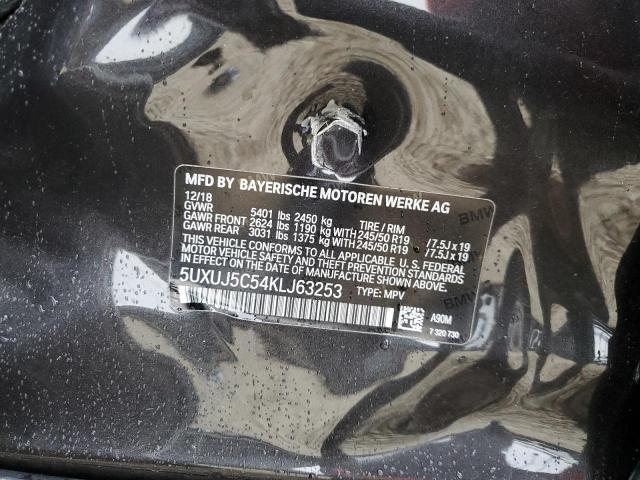 MFD BY BAYERISCHE MOTOREN WERKE AG
12/18
GVWR 5401 lbs 2450 kg TIRE/RIM
GAWR FRONT 2624 lbs 1190 kg WITH 245/50 R19 /7.5J x 19
GAWR REAR 3031 lbs 1375 kg WITH 245/50 R19 /7.5J x 19
THIS VEHICLE CONFORMS TO ALL APPLICABLE U.S. FEDERAL
MOTOR VEHICLE SAFETY AND THEFT PREVENTION STANDARDS
IN EFFECT ON THE DATE OF MANUFACTURE SHOWN ABOVE.
5UXUJ5C54KLJ63253 TYPE: MPV
A90M
7 320 730
BMW
BMW
BMW